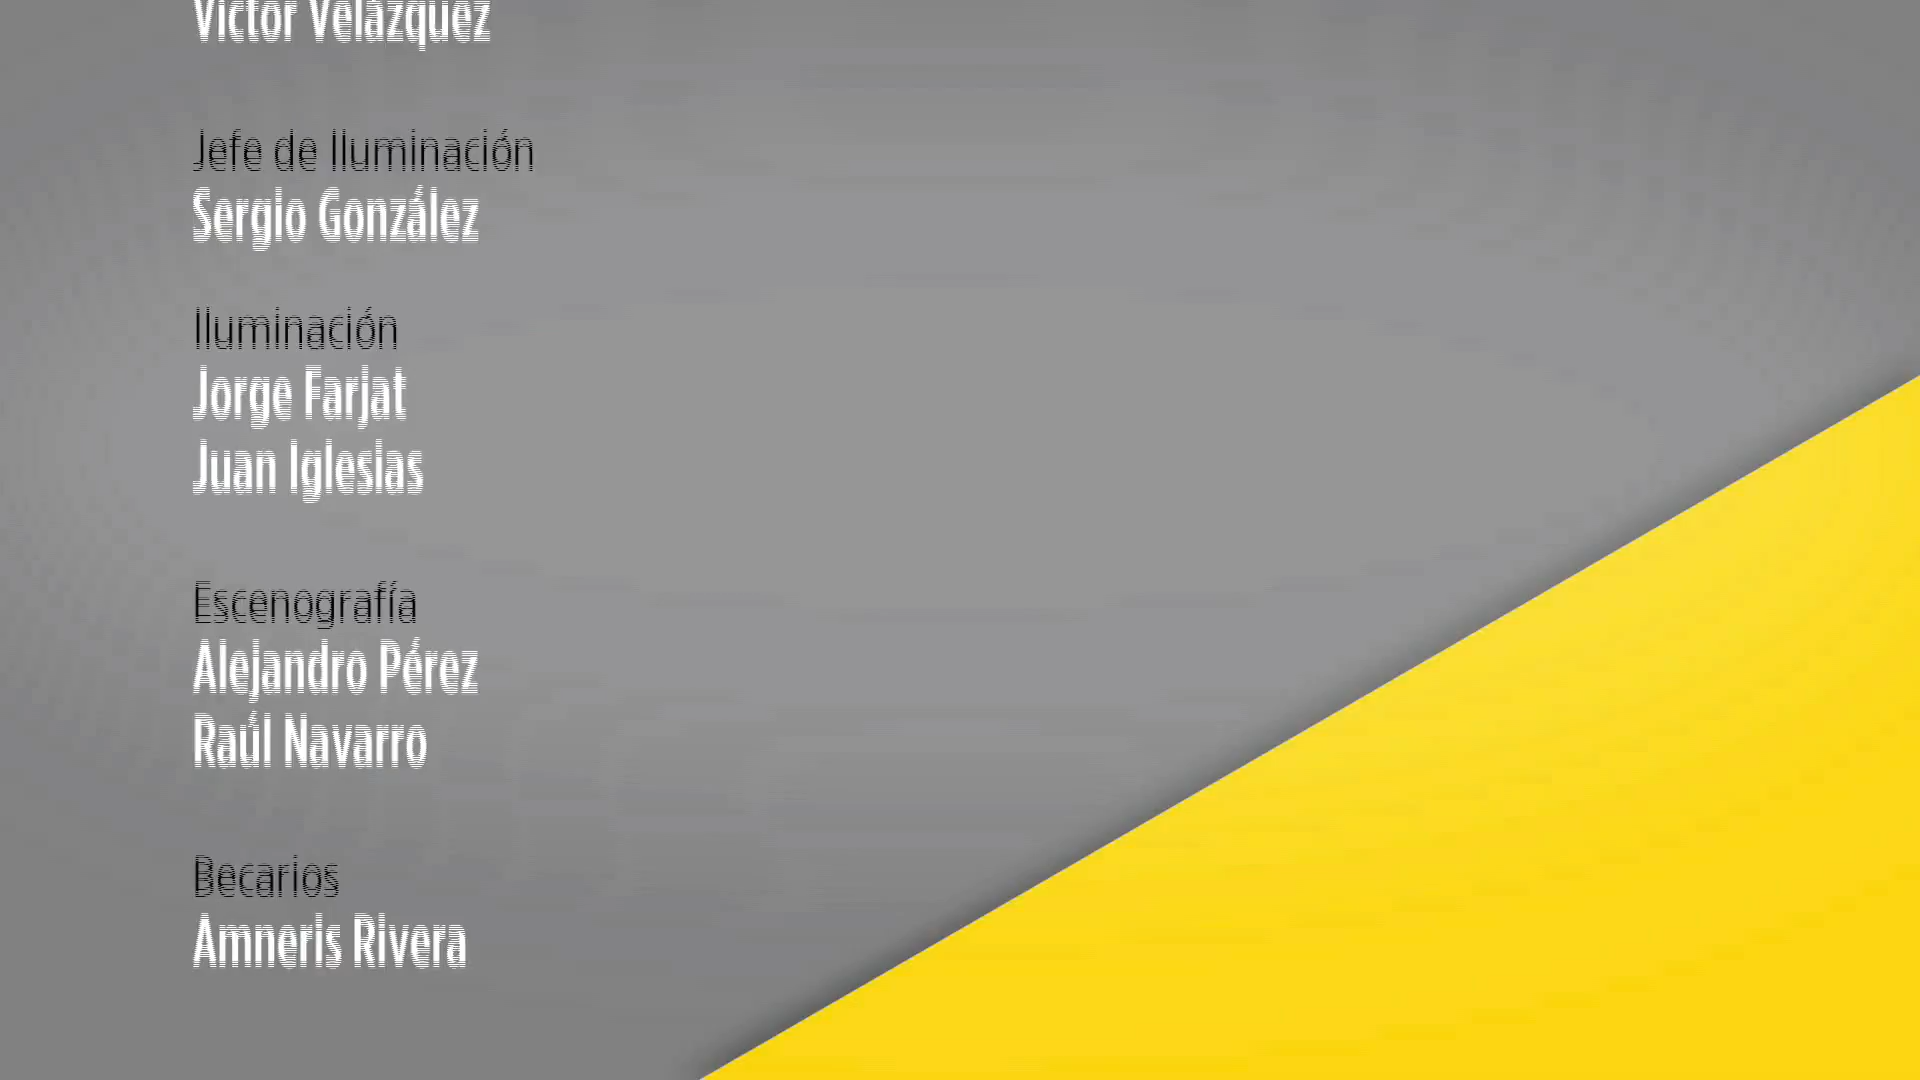 Víctor Velázquez
Jefe de Iluminación
Sergio González
Iluminación
Jorge Farjat
Juan Iglesias
Escenografía
Alejandro Pérez
Raúl Navarro
Becarios
Amneris Rivera